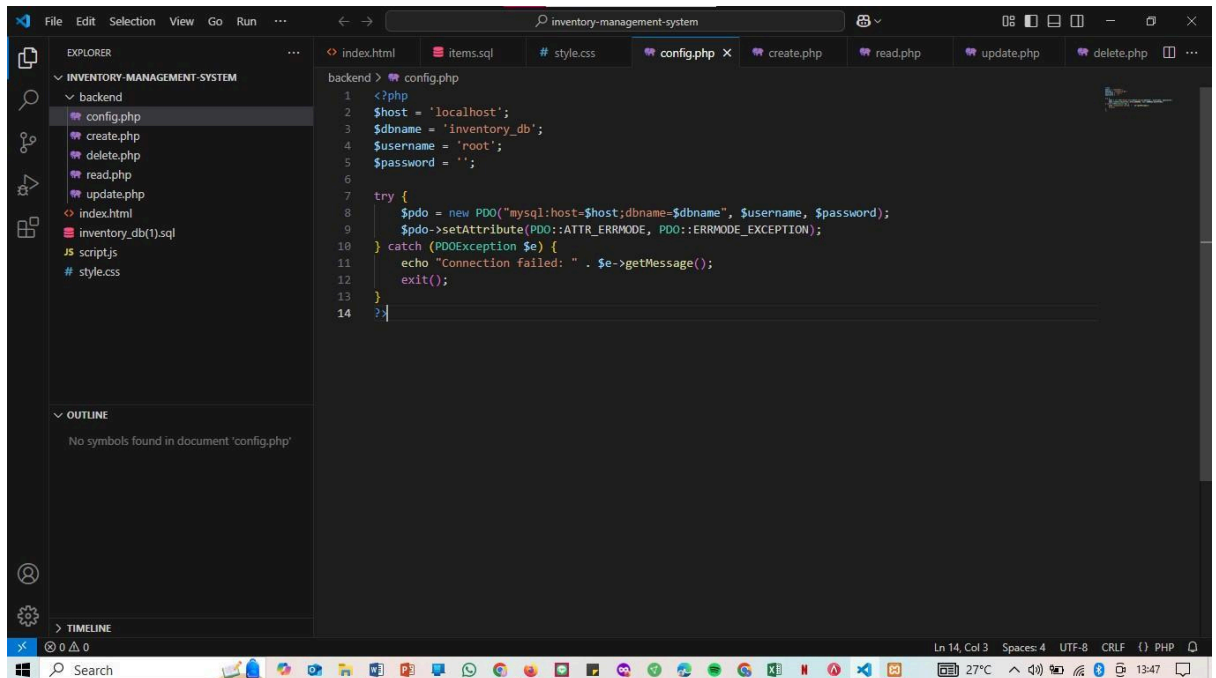 File Edit Selection View Go Run ··· inventory-management-system
EXPLORER ···
INVENTORY-MANAGEMENT-SYSTEM
backend
config.php
create.php
delete.php
read.php
update.php
index.html
inventory_db(1).sql
JS script.js
# style.css
OUTLINE
No symbols found in document 'config.php'
TIMELINE
index.html items.sql # style.css config.php create.php read.php update.php delete.php ···
backend > config.php
1 <?php
2 $host = 'localhost';
3 $dbname = 'inventory_db';
4 $username = 'root';
5 $password = '';
6
7 try {
8     $pdo = new PDO("mysql:host=$host;dbname=$dbname", $username, $password);
9     $pdo->setAttribute(PDO::ATTR_ERRMODE, PDO::ERRMODE_EXCEPTION);
10 } catch (PDOException $e) {
11     echo "Connection failed: " . $e->getMessage();
12     exit();
13 }
14 ?>
0 0 Ln 14, Col 3 Spaces: 4 UTF-8 CRLF {} PHP
Search 27°C 13:47